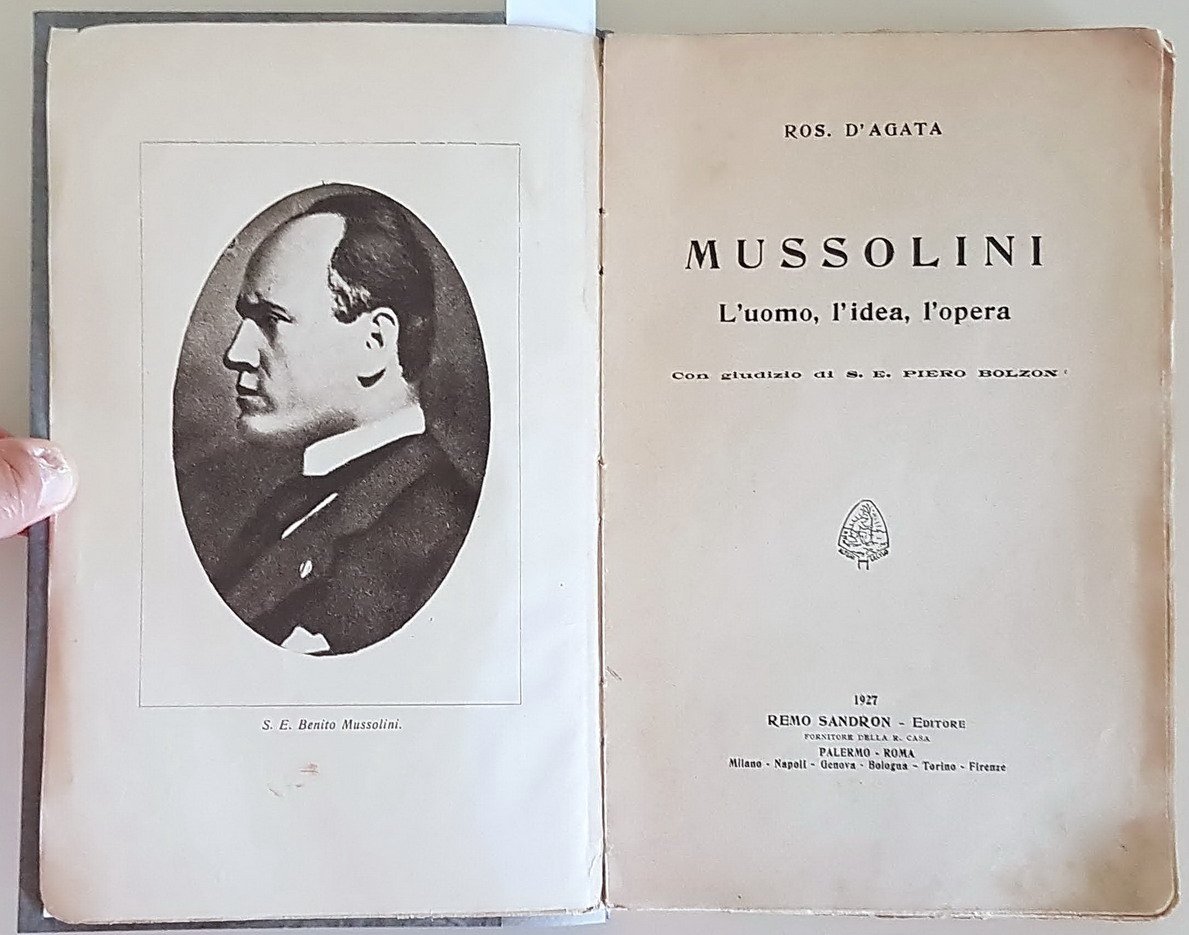 S. E. Benito Mussolini.
ROS. D'AGATA
MUSSOLINI
L'uomo, l'idea, l'opera
Con giudizio di S. E. PIERO BOLZON
1927
REMO SANDRON - EDITORE
FORNITORE DELLA R. CASA
PALERMO - ROMA
Milano - Napoli - Genova - Bologna - Torino - Firenze